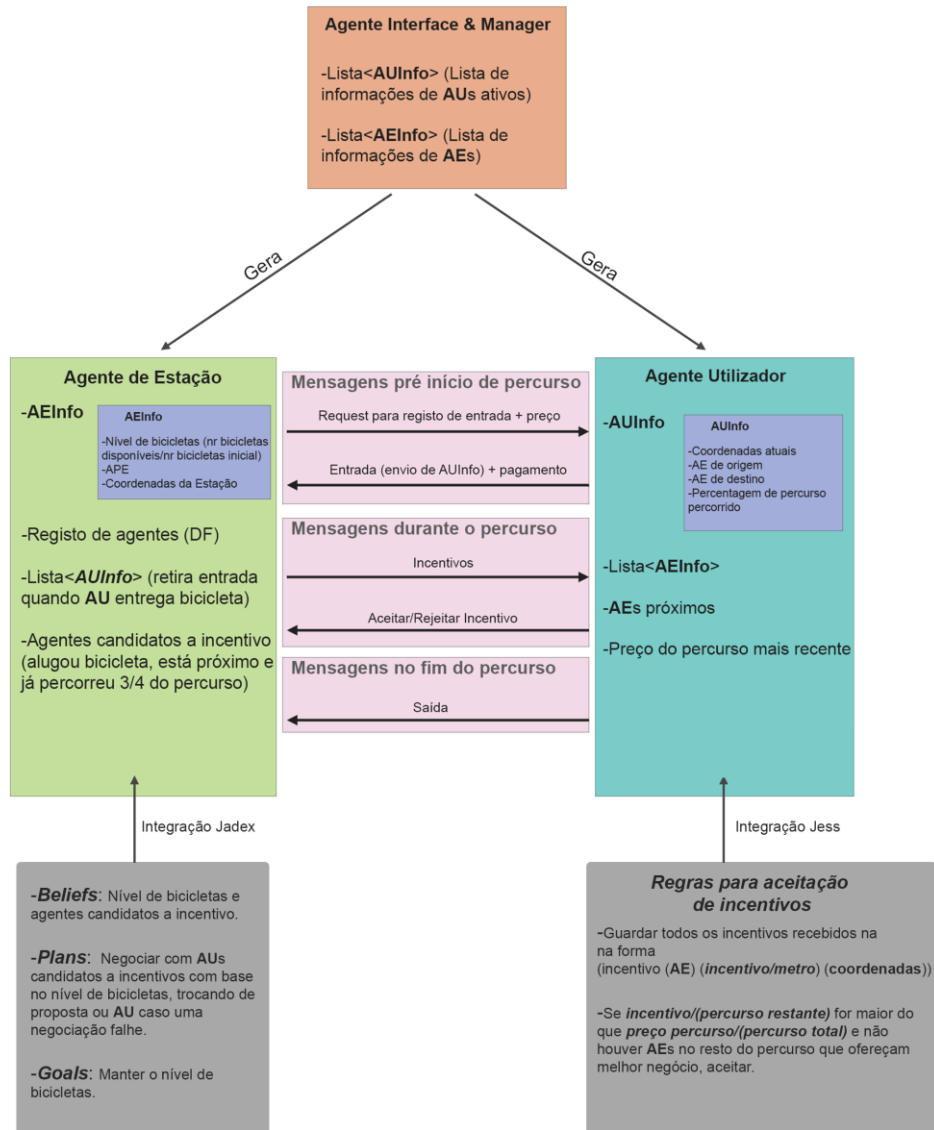 Agente Interface & Manager
-Lista<AUInfo> (Lista de
informações de AUs ativos)
-Lista<AEInfo> (Lista de
informações de AEs)
Gera
Gera
Agente de Estação
-AEInfo
AEInfo
-Nível de bicicletas (nr bicicletas
disponíveis/nr bicicletas inicial)
-APE
-Coordenadas da Estação
-Registo de agentes (DF)
-Lista<AUInfo> (retira entrada
quando AU entrega bicicleta)
-Agentes candidatos a incentivo
(alugou bicicleta, está próximo e
já percorreu 3/4 do percurso)
Mensagens pré início de percurso
Request para registo de entrada + preço
Entrada (envio de AUInfo) + pagamento
Mensagens durante o percurso
Incentivos
Aceitar/Rejeitar Incentivo
Mensagens no fim do percurso
Saída
Agente Utilizador
-AUInfo
AUInfo
-Coordenadas atuais
-AE de origem
-AE de destino
-Percentagem de percurso
percorrido
-Lista<AEInfo>
-AEs próximos
-Preço do percurso mais recente
Integração Jadex
Integração Jess
-Beliefs: Nível de bicicletas e
agentes candidatos a incentivo.
-Plans: Negociar com AUs
candidatos a incentivos com base
no nível de bicicletas, trocando de
proposta ou AU caso uma
negociação falhe.
-Goals: Manter o nível de
bicicletas.
Regras para aceitação
de incentivos
-Guardar todos os incentivos recebidos na
na forma
(incentivo (AE) (incentivo/metro) (coordenadas))
-Se incentivo/(percurso restante) for maior do
que preço percurso/(percurso total) e não
houver AEs no resto do percurso que ofereçam
melhor negócio, aceitar.